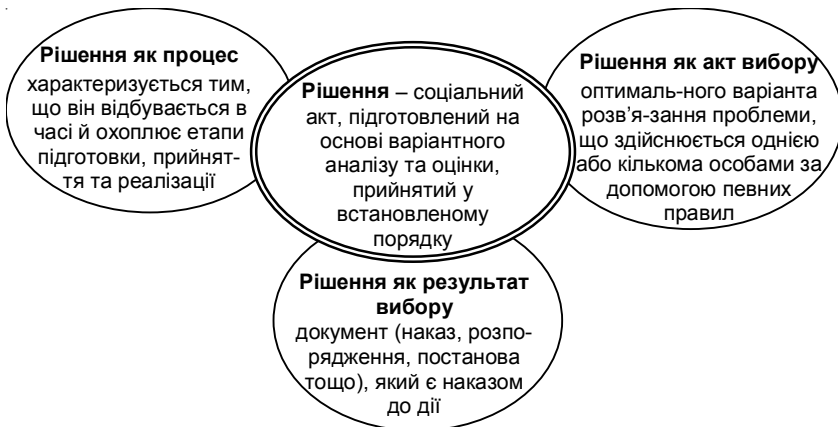 Рішення як процес
характеризується тим,
що він відбувається в
часі й охоплює етапи
підготовки, прийнят-
тя та реалізації
Рішення – соціальний
акт, підготовлений на
основі варіантного
аналізу та оцінки,
прийнятий у
встановленому
порядку
Рішення як акт вибору
оптималь-ного варіанта
розв'я-зання проблеми,
що здійснюється однією
або кількома особами за
допомогою певних
правил
Рішення як результат
вибору
документ (наказ, розпо-
рядження, постанова
тощо), який є наказом
до дії